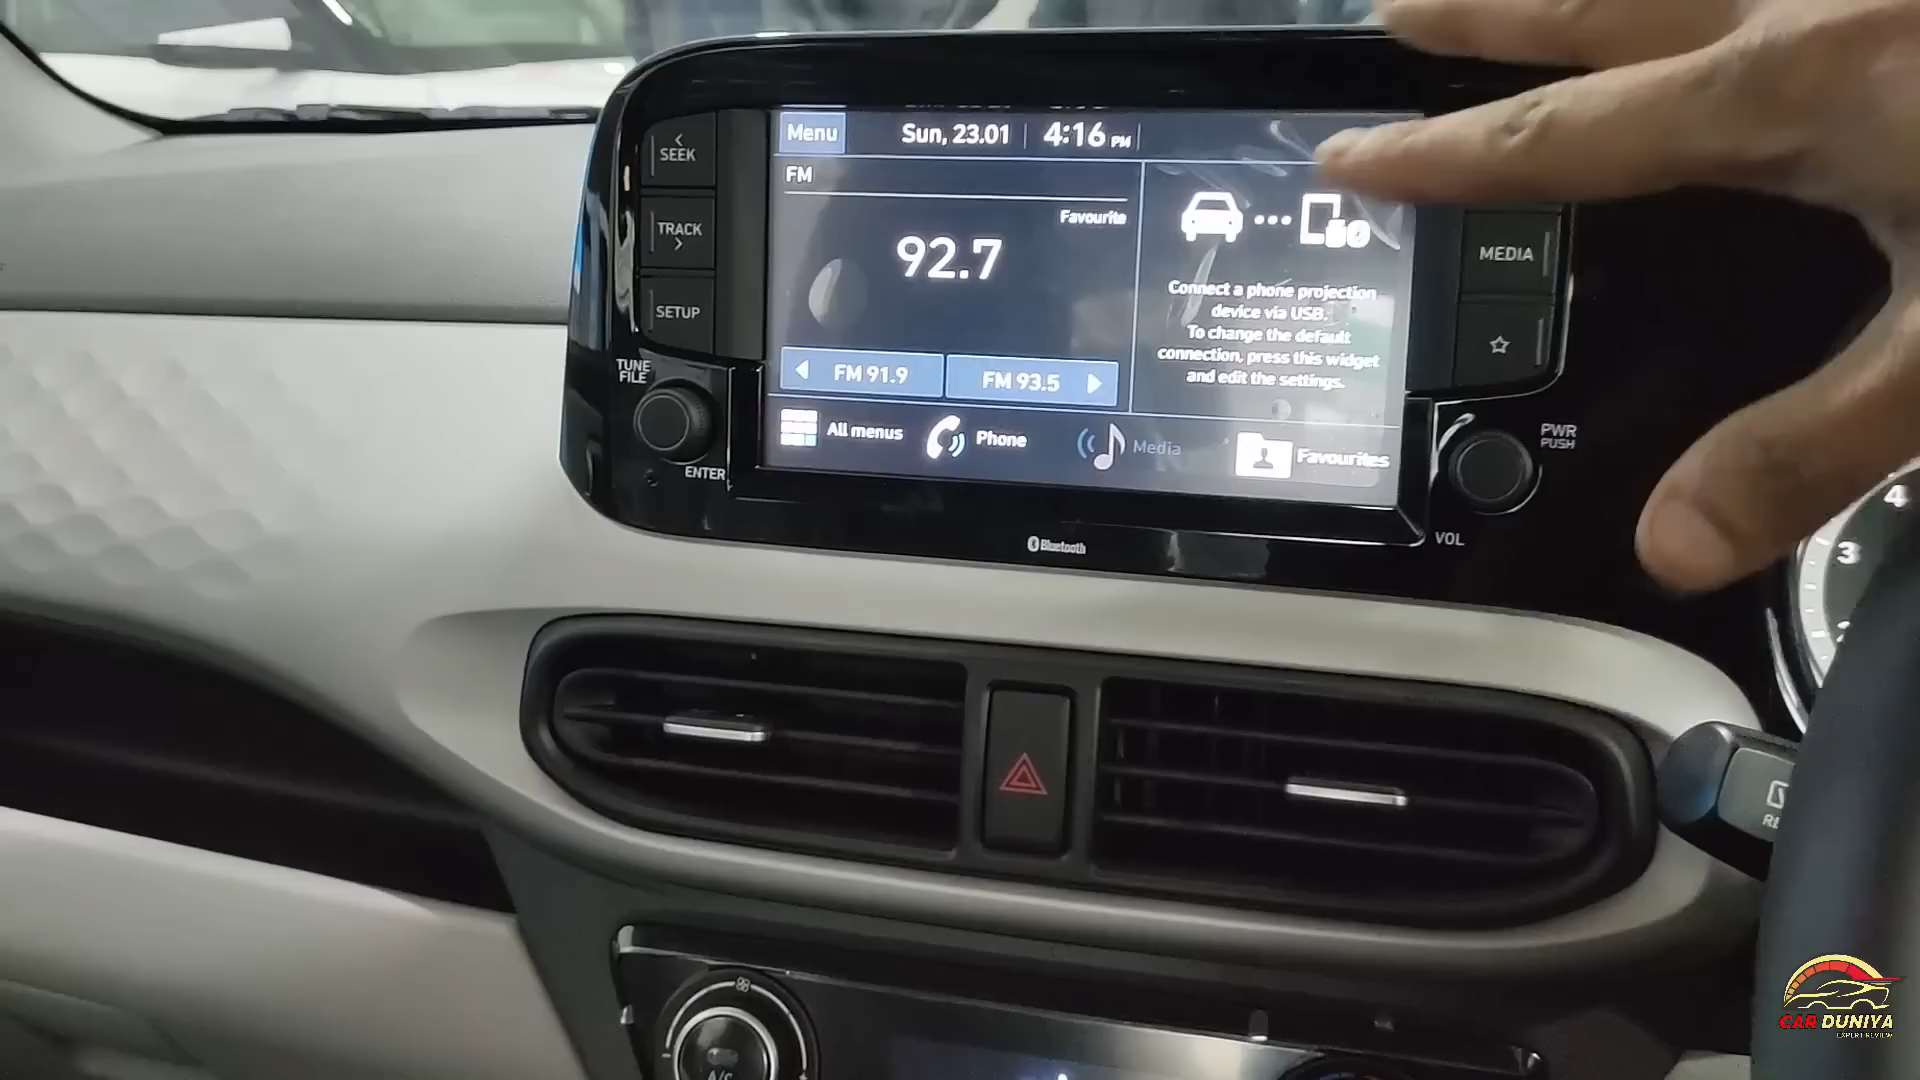 SEEK
TRACK
SETUP
TUNE
FILE
ENTER
Menu
Sun, 23.01
4:16 PM
FM
Favourite
92.7
FM 91.9
FM 93.5
Connect a phone projection
device via USB.
To change the default
connection, press this widget
and edit the settings.
All menus
Phone
Media
Favourites
MEDIA
PWR
PUSH
VOL
Bluetooth
4
3
A/C
CAR DUNIYA
EXPERT REVIEW